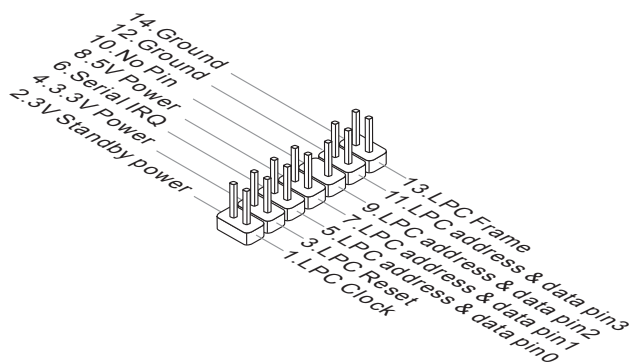 14.Ground
12.Ground
10.No Pin
8.5V Power
6.Serial IRQ
4.3.3V Power
2.3V Standby power
13.LPC Frame
11.LPC address & data pin3
9.LPC address & data pin2
7.LPC address & data pin1
5.LPC address & data pin0
3.LPC Reset
1.LPC Clock